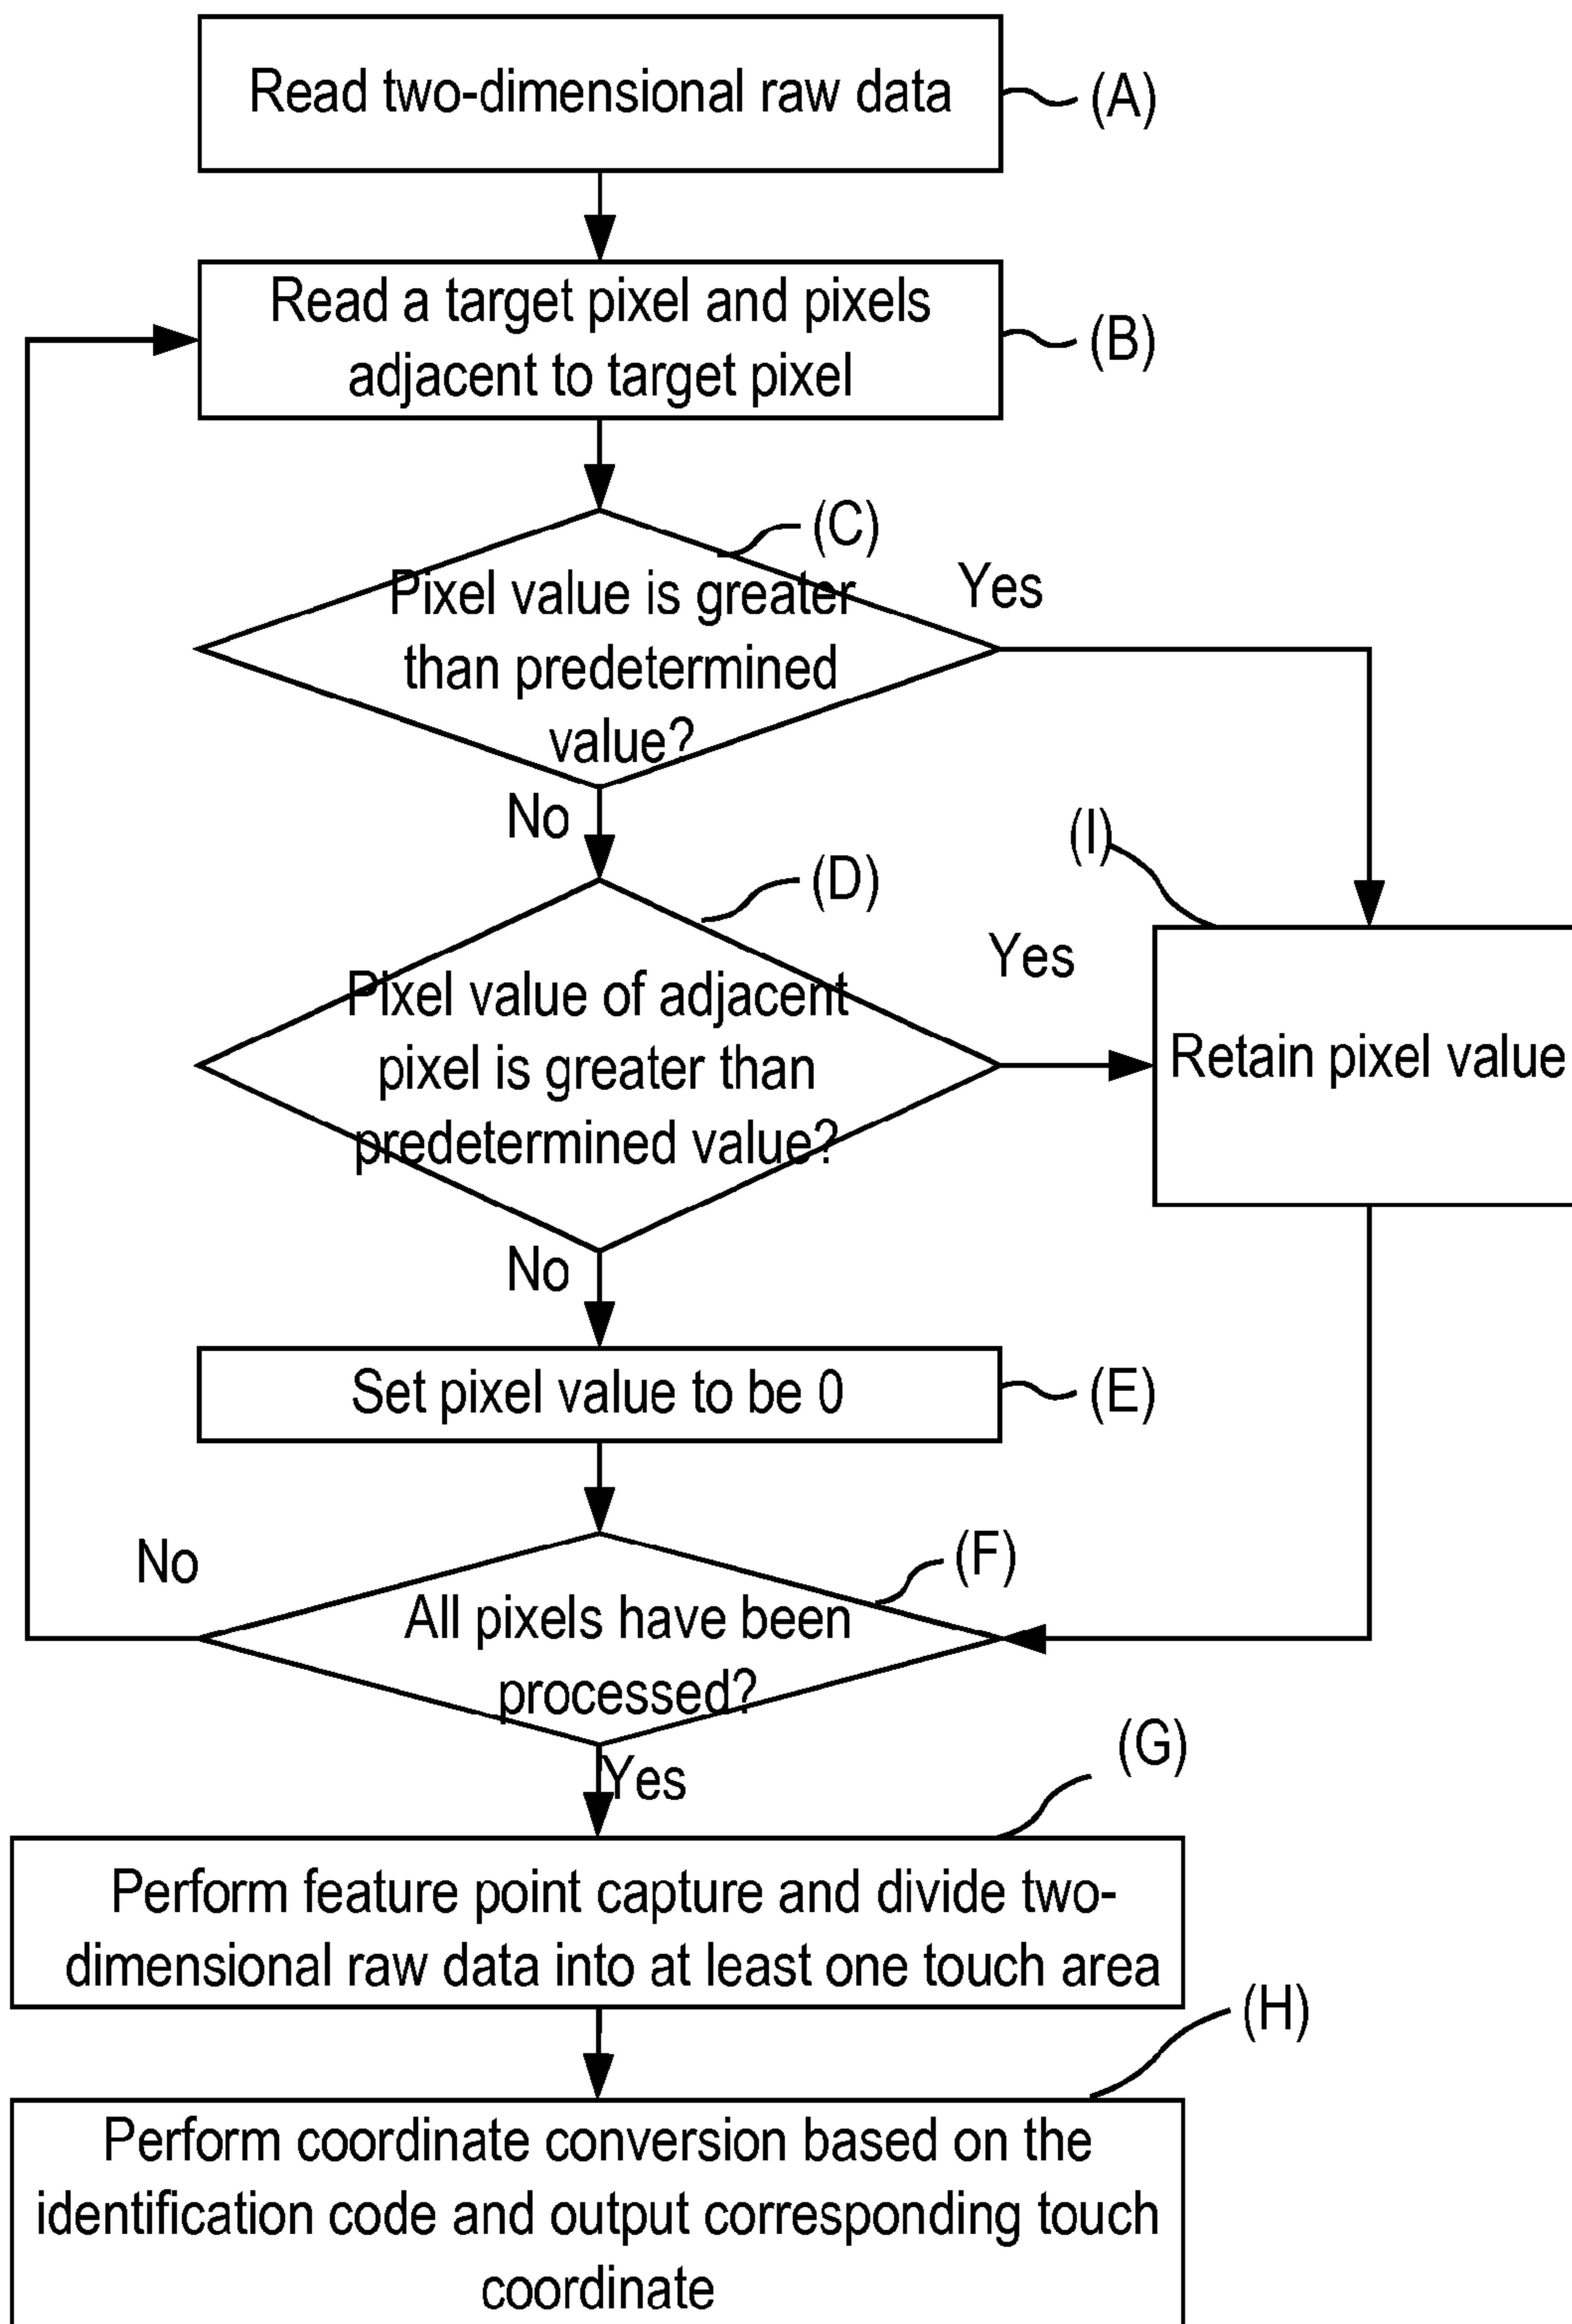 Read two-dimensional raw data
(A)
Read a target pixel and pixels
adjacent to target pixel
(B)
(C)
Pixel value is greater
than predetermined
value?
Yes
No
(D)
(I)
Pixel value of adjacent
pixel is greater than
predetermined value?
Yes
Retain pixel value
No
Set pixel value to be 0
(E)
No
(F)
All pixels have been
processed?
Yes
(G)
Perform feature point capture and divide two-
dimensional raw data into at least one touch area
(H)
Perform coordinate conversion based on the
identification code and output corresponding touch
coordinate